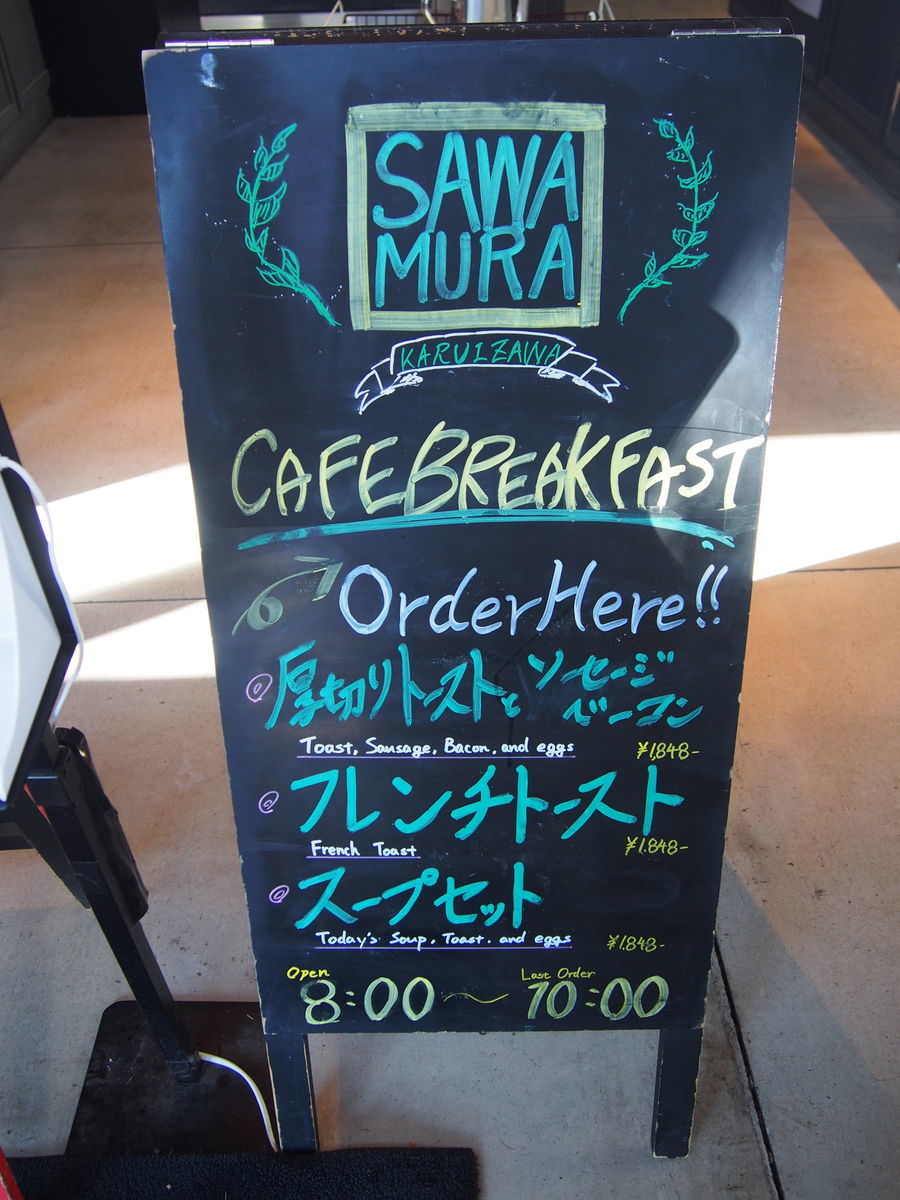 SAWA
MURA
KARUIZAWA
CAFE BREAKFAST
Order Here!!
厚切りトーストと ソーセージ
ベーコン
Toast, Sausage, Bacon, and eggs ¥1,848-
フレンチトースト
French Toast ¥1.848-
スープセット
Today's Soup, Toast, and eggs ¥1.848-
Open Last Order
8:00 〜 10:00